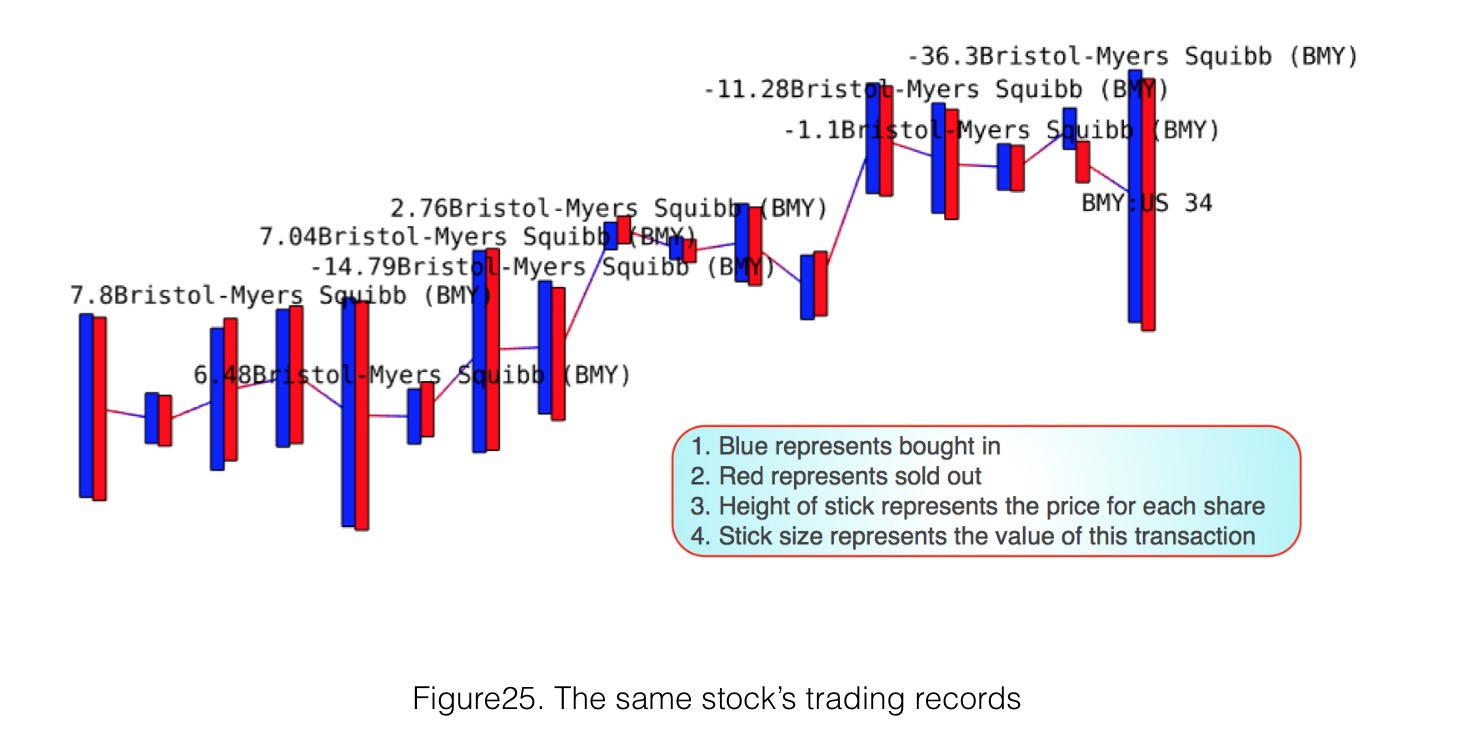 -36.3Bristol-Myers Squibb (BMY)
-11.28Bristol-Myers Squibb (BMY)
-1.1Bristol-Myers Squibb (BMY)
BMY:US 34
2.76Bristol-Myers Squibb (BMY)
7.04Bristol-Myers Squibb (BMY)
-14.79Bristol-Myers Squibb (BMY)
7.8Bristol-Myers Squibb (BMY)
6.48Bristol-Myers Squibb (BMY)
1. Blue represents bought in
2. Red represents sold out
3. Height of stick represents the price for each share
4. Stick size represents the value of this transaction
Figure25. The same stock’s trading records